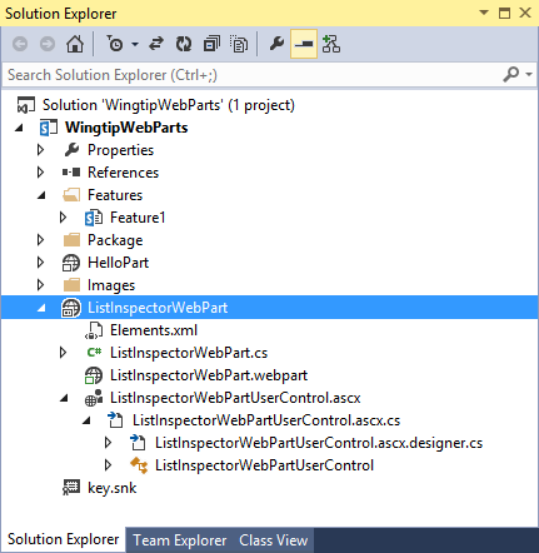 Solution Explorer
Search Solution Explorer (Ctrl+;)
Solution 'WingtipWebParts' (1 project)
WingtipWebParts
Properties
References
Features
Feature1
Package
HelloPart
Images
ListInspectorWebPart
Elements.xml
C# ListInspectorWebPart.cs
ListInspectorWebPart.webpart
ListInspectorWebPartUserControl.ascx
ListInspectorWebPartUserControl.ascx.cs
ListInspectorWebPartUserControl.ascx.designer.cs
ListInspectorWebPartUserControl
key.snk
Solution Explorer Team Explorer Class View